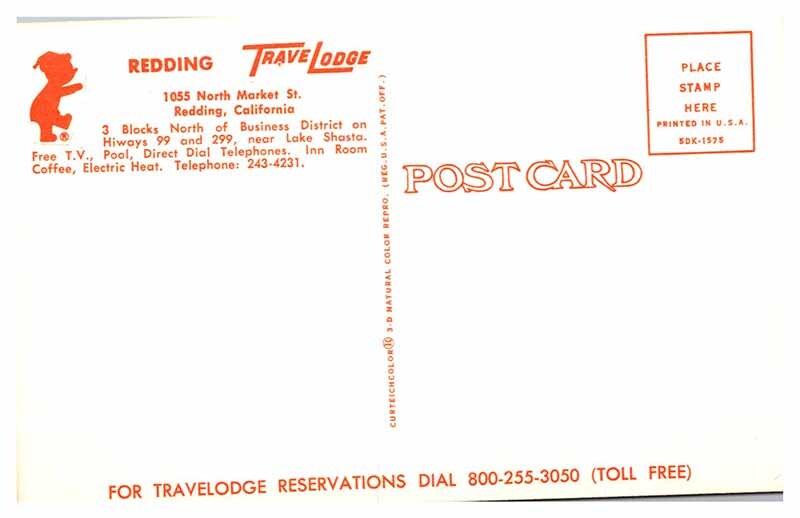 REDDING TRAVELODGE
1055 North Market St.
Redding, California
3 Blocks North of Business District on
Hiways 99 and 299, near Lake Shasta.
Free T.V., Pool, Direct Dial Telephones. Inn Room
Coffee, Electric Heat. Telephone: 243-4231.
®
CURTEICHCOLOR® 3-D NATURAL COLOR REPRO. (REG. U.S.A. PAT. OFF.)
PLACE
STAMP
HERE
PRINTED IN U.S.A.
5DK-1575
POST CARD
FOR TRAVELODGE RESERVATIONS DIAL 800-255-3050 (TOLL FREE)